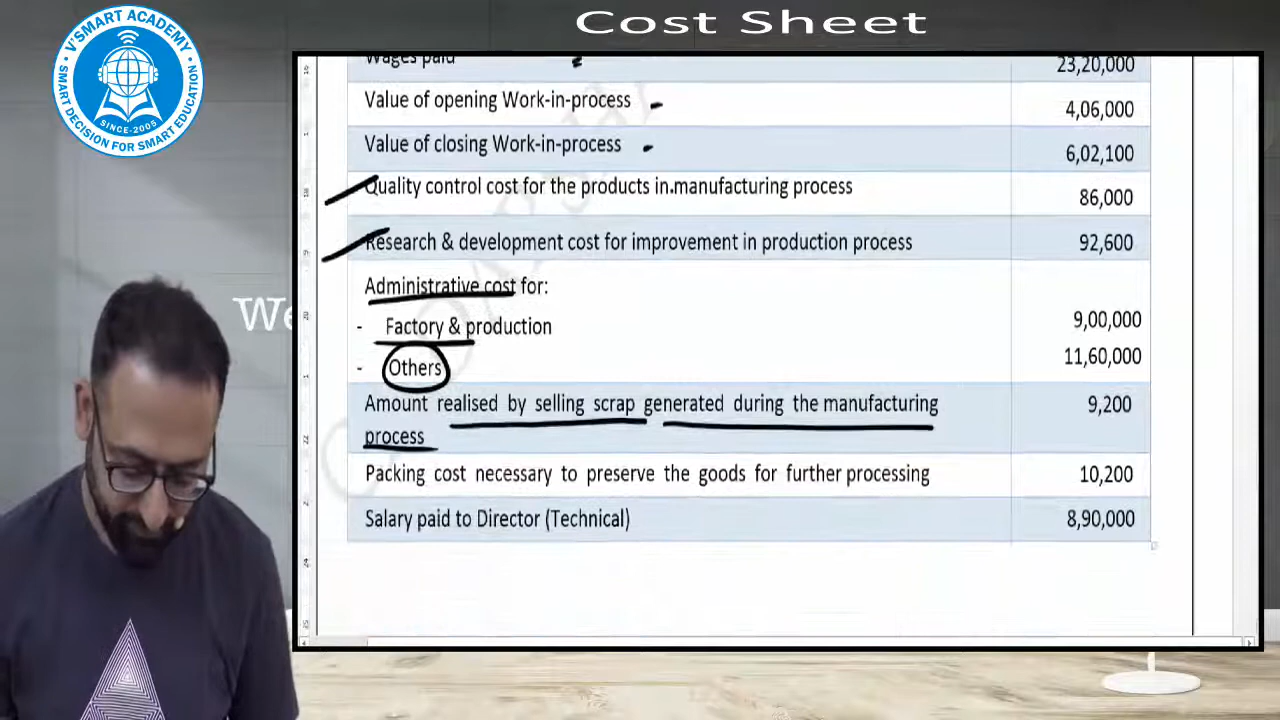 Cost Sheet
V'SMART ACADEMY
SINCE-2005
SMART DECISION FOR SMART EDUCATION
We
Wages paid 23,20,000
Value of opening Work-in-process 4,06,000
Value of closing Work-in-process 6,02,100
Quality control cost for the products in manufacturing process 86,000
Research & development cost for improvement in production process 92,600
Administrative cost for:
- Factory & production 9,00,000
- Others 11,60,000
Amount realised by selling scrap generated during the manufacturing 9,200
process
Packing cost necessary to preserve the goods for further processing 10,200
Salary paid to Director (Technical) 8,90,000